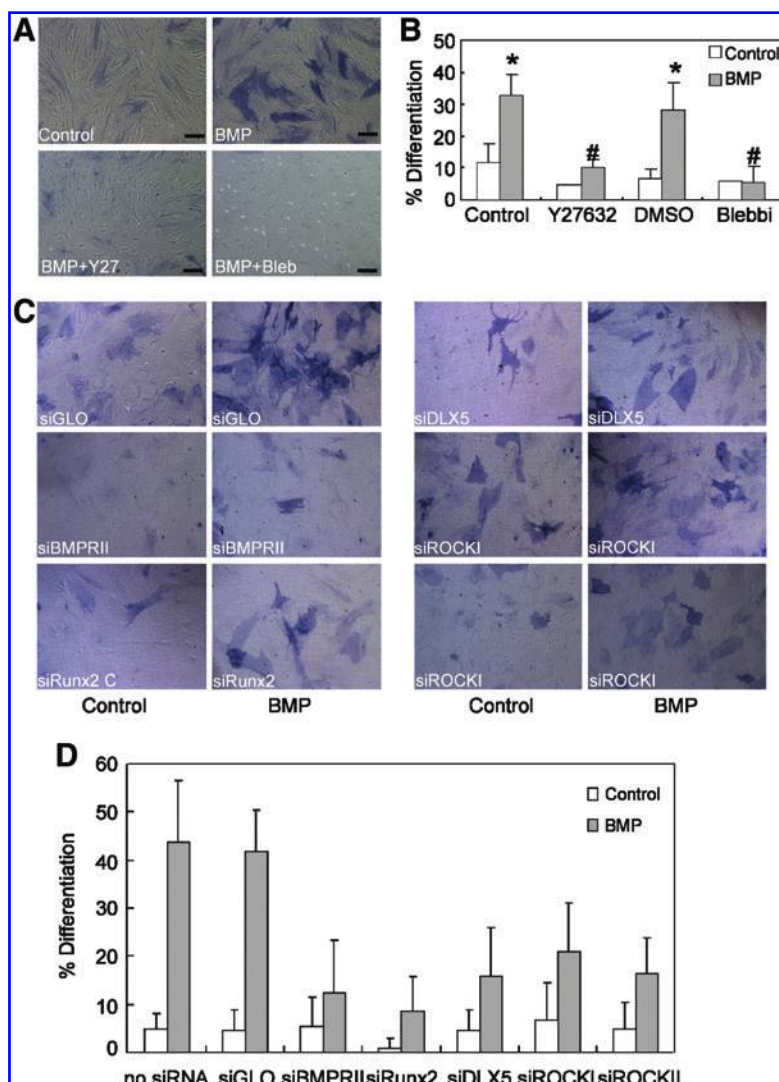 A
Control
BMP
BMP+Y27
BMP+Bleb
B
% Differentiation
50
40
30
20
10
0
Control
BMP
*
#
*
#
Control Y27632 DMSO Blebbi
C
siGLO
siGLO
siBMPRII
siBMPRII
siRunx2 C
siRunx2
Control
BMP
siDLX5
siDLX5
siROCKI
siROCKI
siROCKI
siROCKI
Control
BMP
D
% Differentiation
60
50
40
30
20
10
0
Control
BMP
no siRNA siGLO siBMPRII siRunx2 siDLX5 siROCKI siROCKII